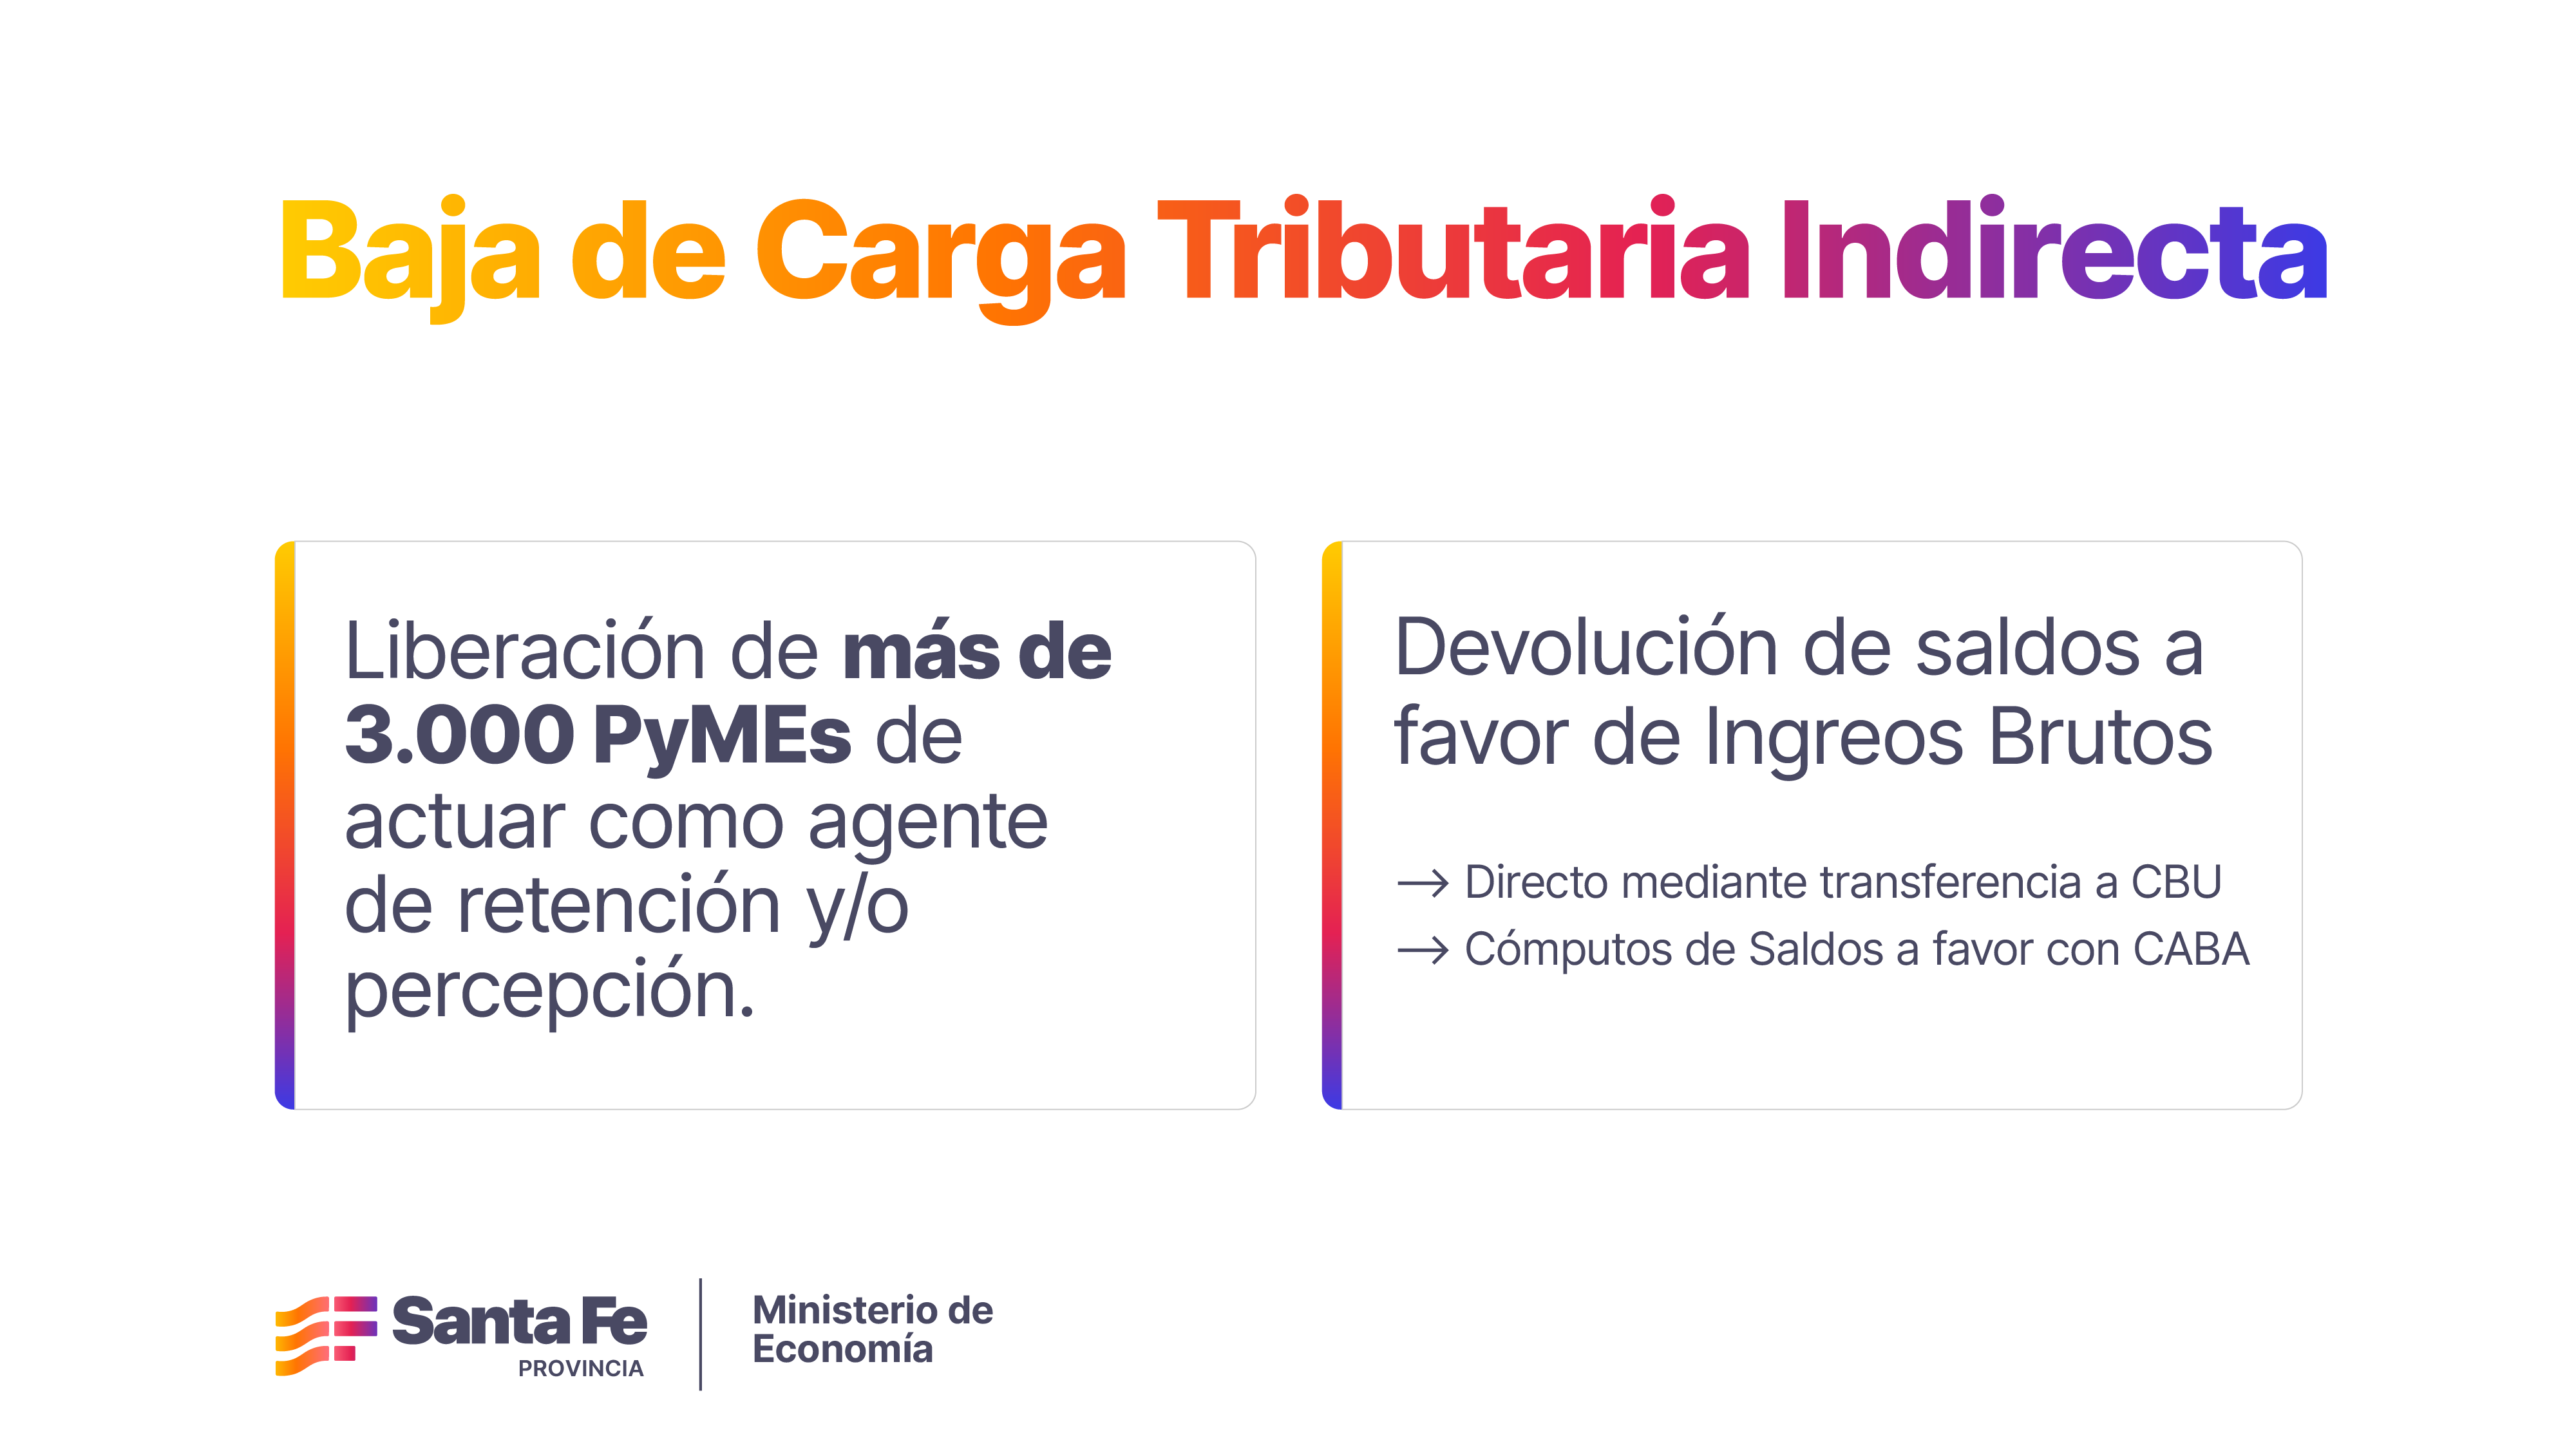 Baja de Carga Tributaria Indirecta
Liberación de más de
3.000 PyMEs de
actuar como agente
de retención y/o
percepción.
Devolución de saldos a
favor de Ingreos Brutos
→ Directo mediante transferencia a CBU
→ Cómputos de Saldos a favor con CABA
Santa Fe
PROVINCIA
Ministerio de
Economía